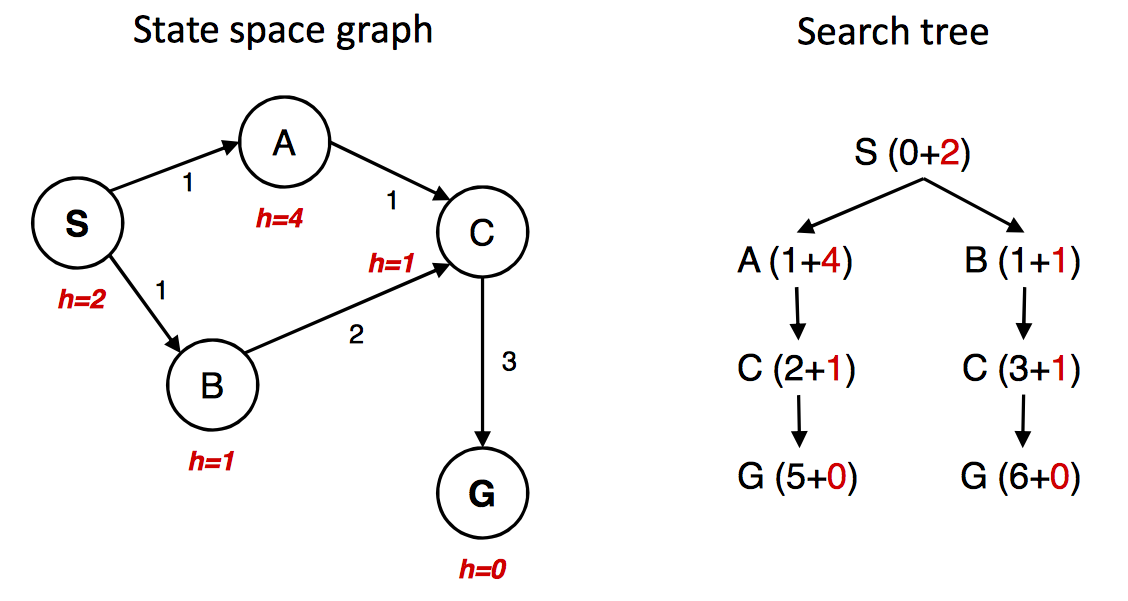 State space graph
Search tree
A
S (0+2)
1
1
S
h=4
C
h=1
A (1+4)
B (1+1)
h=2
1
2
B
3
C (2+1)
C (3+1)
h=1
G
G (5+0)
G (6+0)
h=0